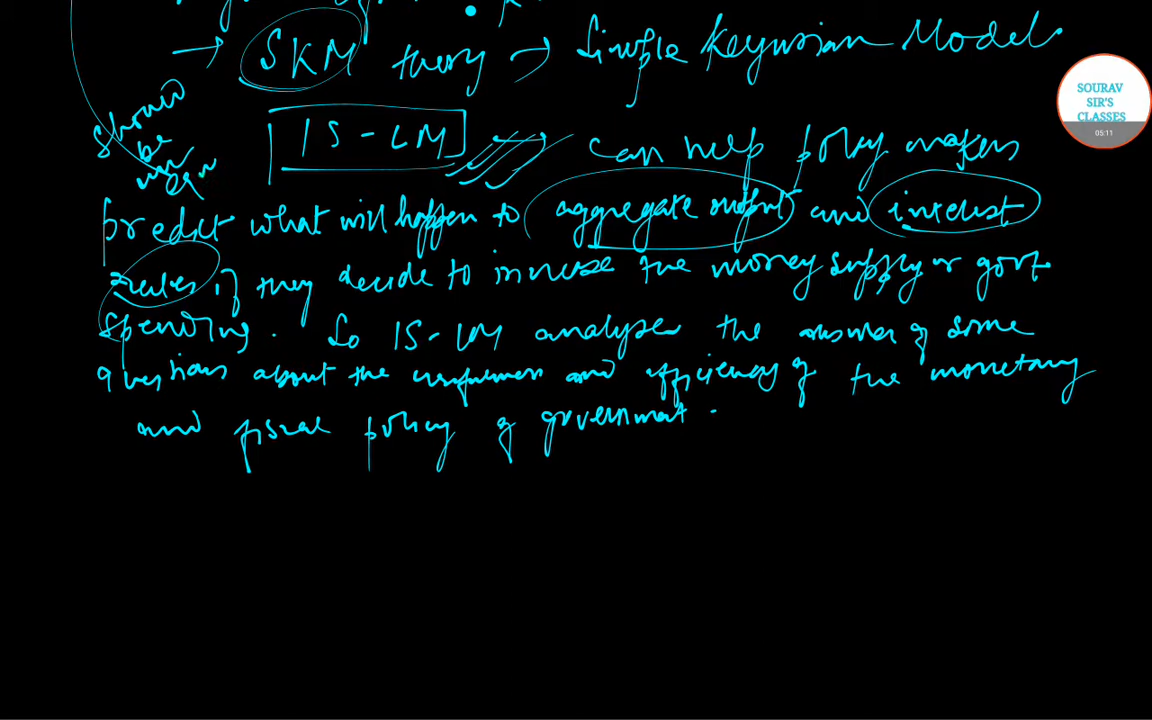 → SKM theory → Simple Keynesian Model
SOURAV
SIR'S
CLASSES
05:11
should
be
IS - LM can help policy makers
predict what will happen to aggregate output and interest
rates if they decide to increase the money supply or govt
spending. So IS-LM analyses the answer of some
questions about the usefulness and efficiency of the monetary
and fiscal policy of government.